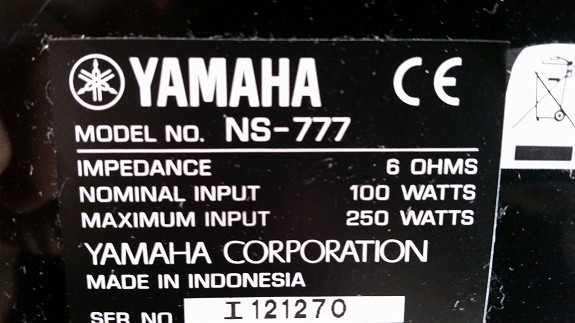 YAMAHA CE
MODEL NO. NS-777
IMPEDANCE 6 OHMS
NOMINAL INPUT 100 WATTS
MAXIMUM INPUT 250 WATTS
YAMAHA CORPORATION
MADE IN INDONESIA
SER NO I 121270